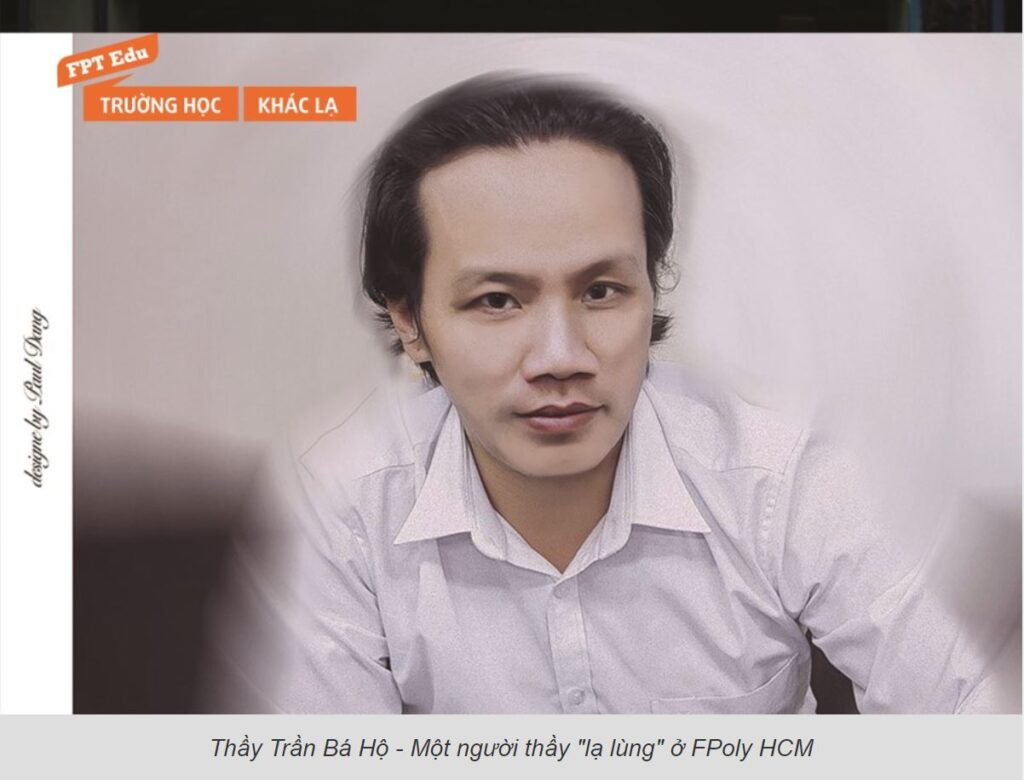 FPT Edu
TRƯỜNG HỌC KHÁC LẠ
designe by Paul Dang
Thầy Trần Bá Hộ - Một người thầy "lạ lùng" ở FPoly HCM